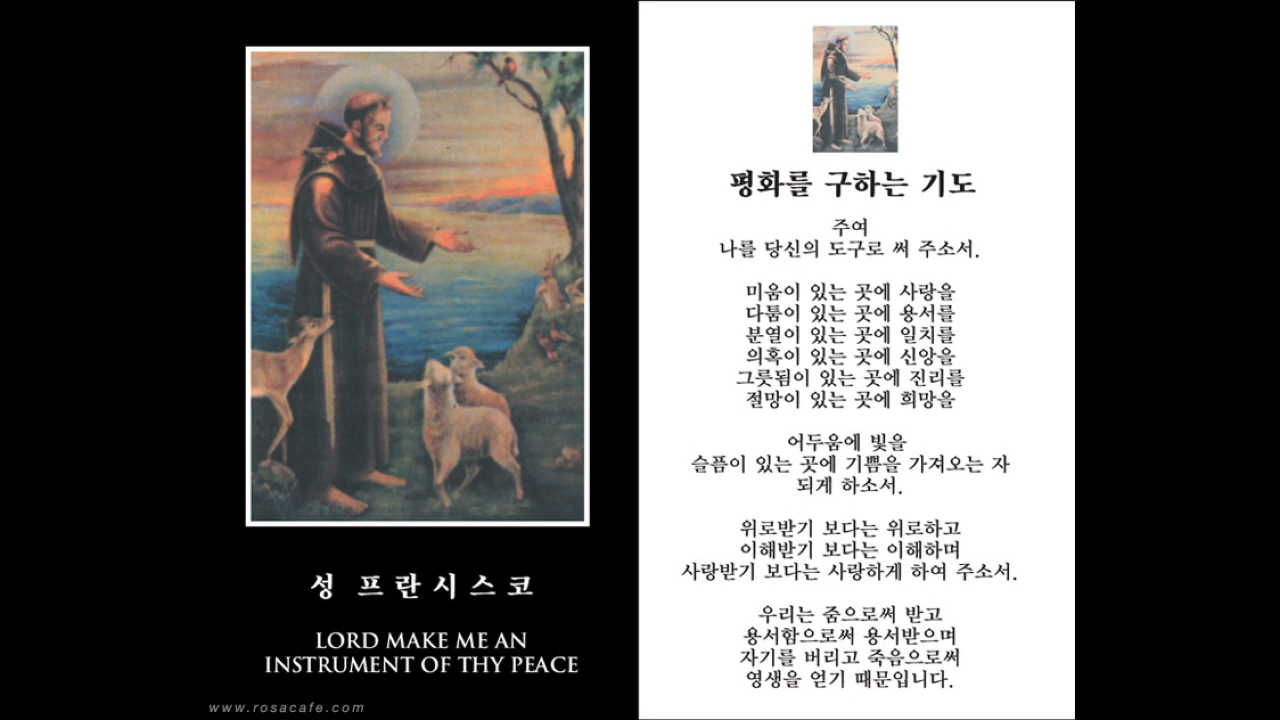 성 프란시스코
LORD MAKE ME AN
INSTRUMENT OF THY PEACE
www.rosacafe.com
평화를 구하는 기도
주여
나를 당신의 도구로 써 주소서.
미움이 있는 곳에 사랑을
다툼이 있는 곳에 용서를
분열이 있는 곳에 일치를
의혹이 있는 곳에 신앙을
그릇됨이 있는 곳에 진리를
절망이 있는 곳에 희망을
어두움에 빛을
슬픔이 있는 곳에 기쁨을 가져오는 자
되게 하소서.
위로받기 보다는 위로하고
이해받기 보다는 이해하며
사랑받기 보다는 사랑하게 하여 주소서.
우리는 줌으로써 받고
용서함으로써 용서받으며
자기를 버리고 죽음으로써
영생을 얻기 때문입니다.